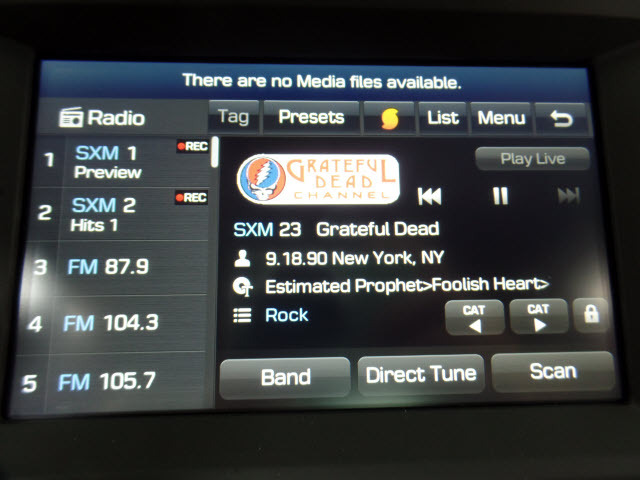 There are no Media files available.
Radio
Tag
Presets
List
Menu
1 SXM 1
Preview
REC
2 SXM 2
Hits 1
REC
3 FM 87.9
4 FM 104.3
5 FM 105.7
GRATEFUL
DEAD
CHANNEL
Play Live
SXM 23 Grateful Dead
9.18.90 New York, NY
Estimated Prophet>Foolish Heart>
Rock
CAT
CAT
Band
Direct Tune
Scan